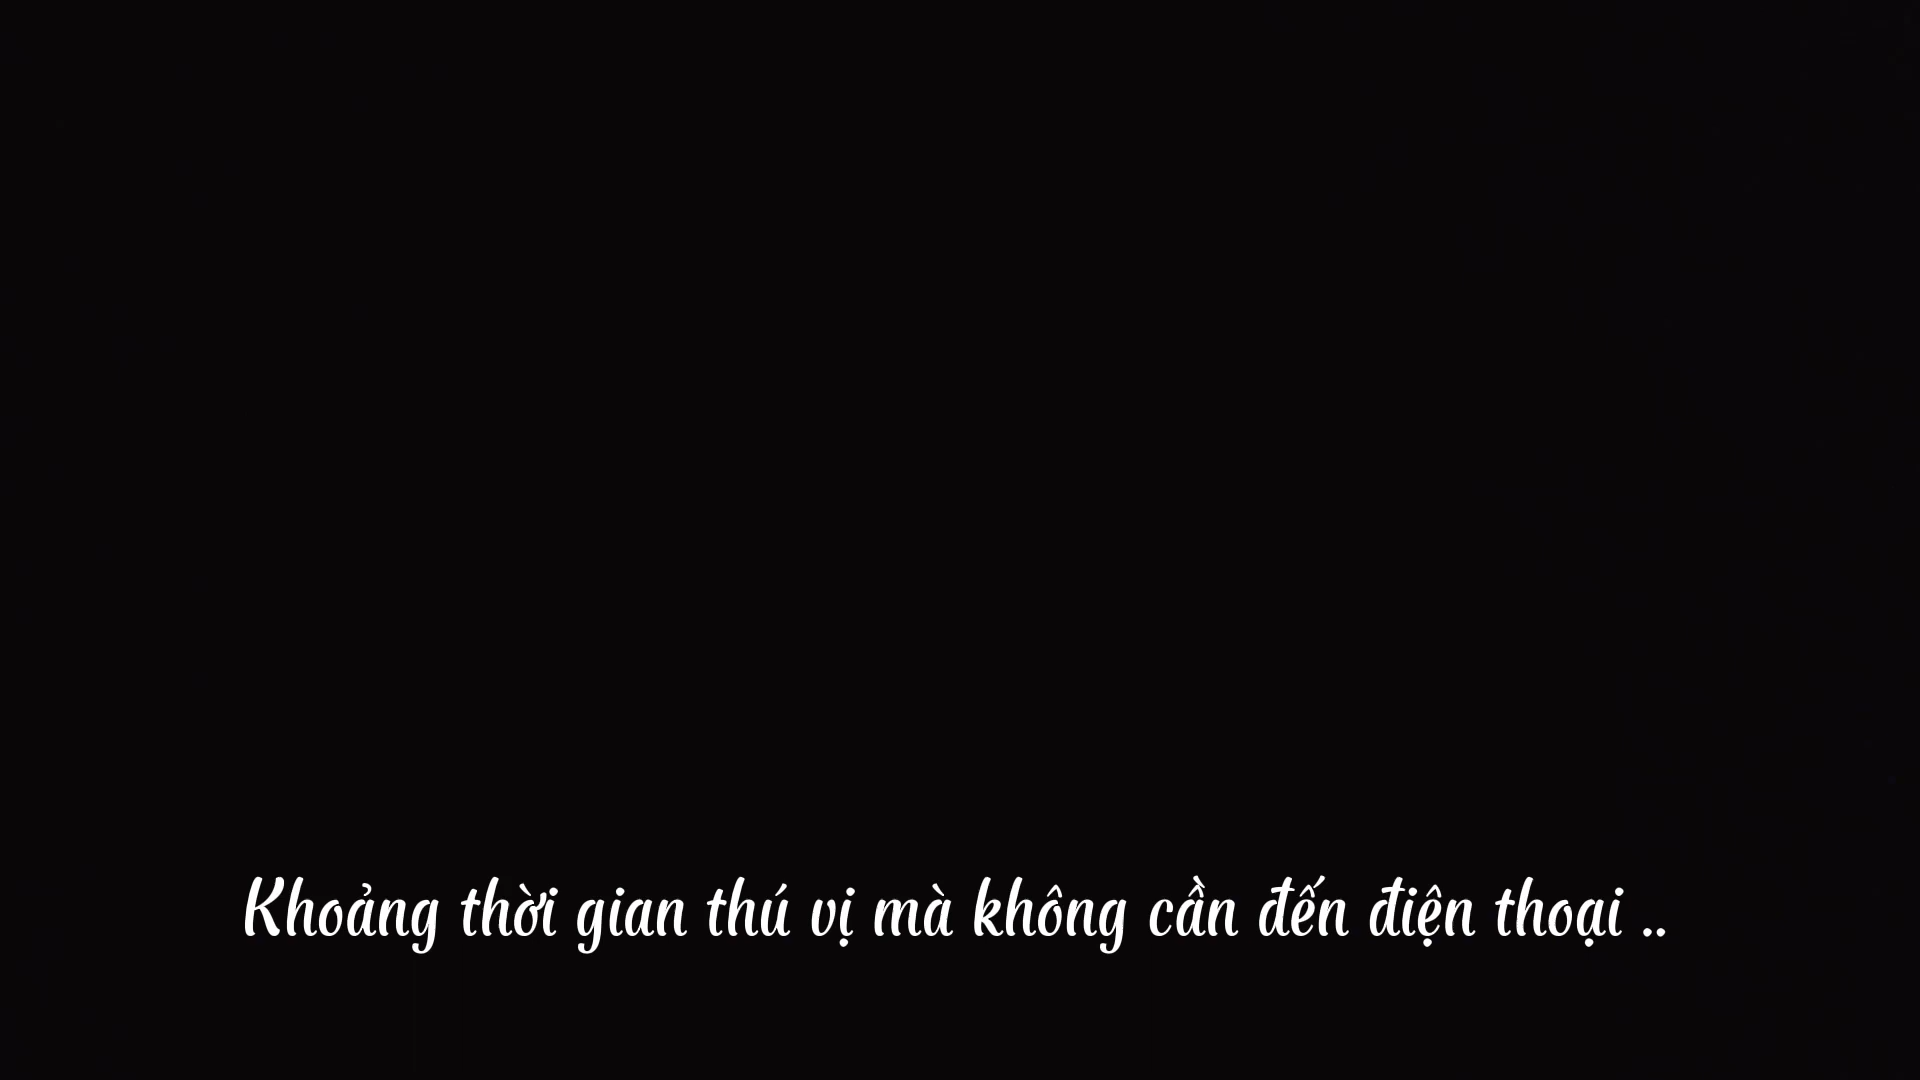 Khoảng thời gian thú vị mà không cần đến điện thoại ..